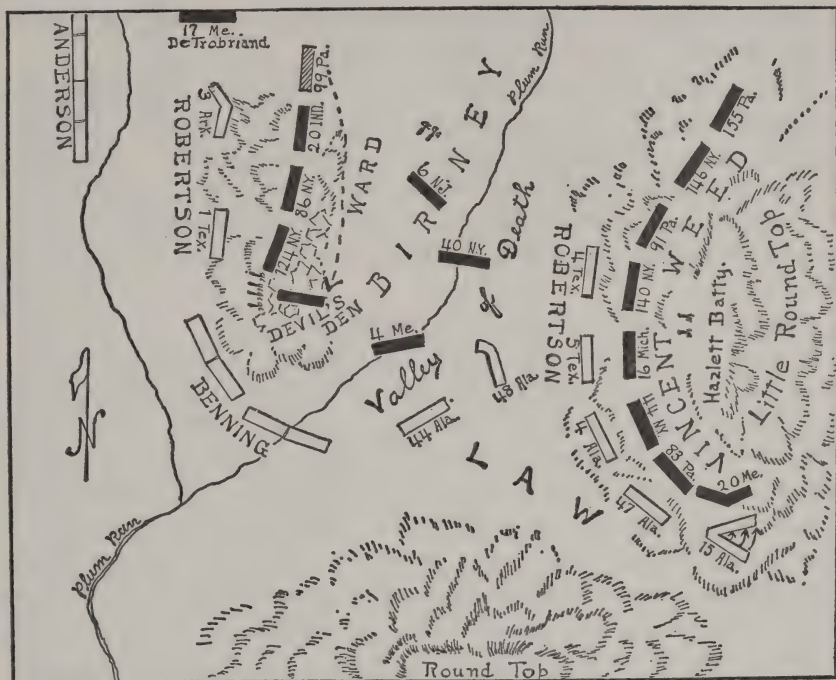 ANDERSON
17 Me.
De Trobriand
3 Ark.
ROBERTSON
1 Tex.
99 Pa.
20 IND.
86 N.Y.
124 N.Y.
WARD
DEVIL'S
DEN
BIRNEY
6 N.J.
40 N.Y.
4 Me.
Plum Run
Valley
of
Death
BENNING
44 Ala.
48 Ala.
LAW
ROBERTSON
4 Tex.
5 Tex.
4 Ala.
47 Ala.
15 Ala.
155 Pa.
146 N.Y.
91 Pa.
140 N.Y.
WEED
16 Mich.
44 N.Y.
83 Pa.
20 Me.
VINCENT
Hazlett Batty.
Little Round Top
N
Plum Run
Round Top